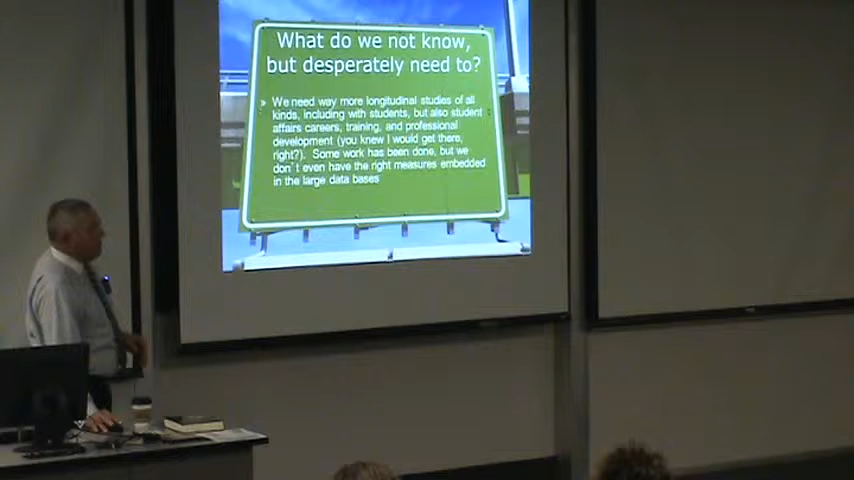 What do we not know,
but desperately need to?
» We need way more longitudinal studies of all
kinds, including with students, but also student
affairs careers, training, and professional
development (you knew I would get there,
right?). Some work has been done, but we
don't even have the right measures embedded
in the large data bases